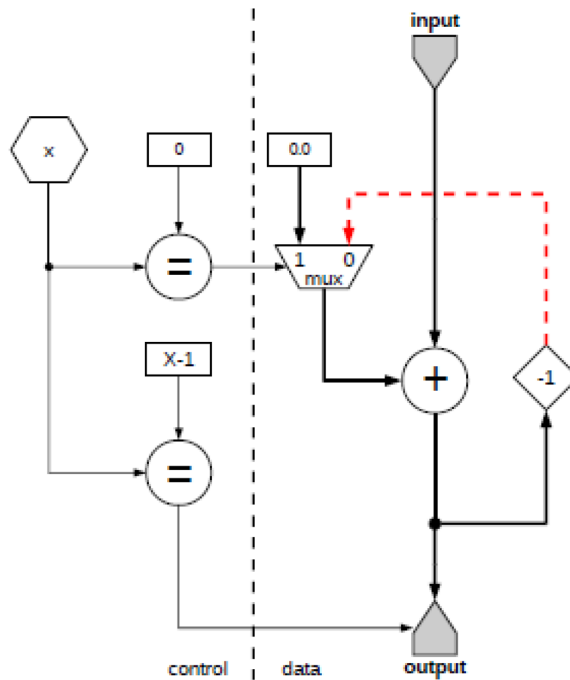 input
x
0
0.0
=
1 0
mux
X-1
+
-1
=
control
data
output